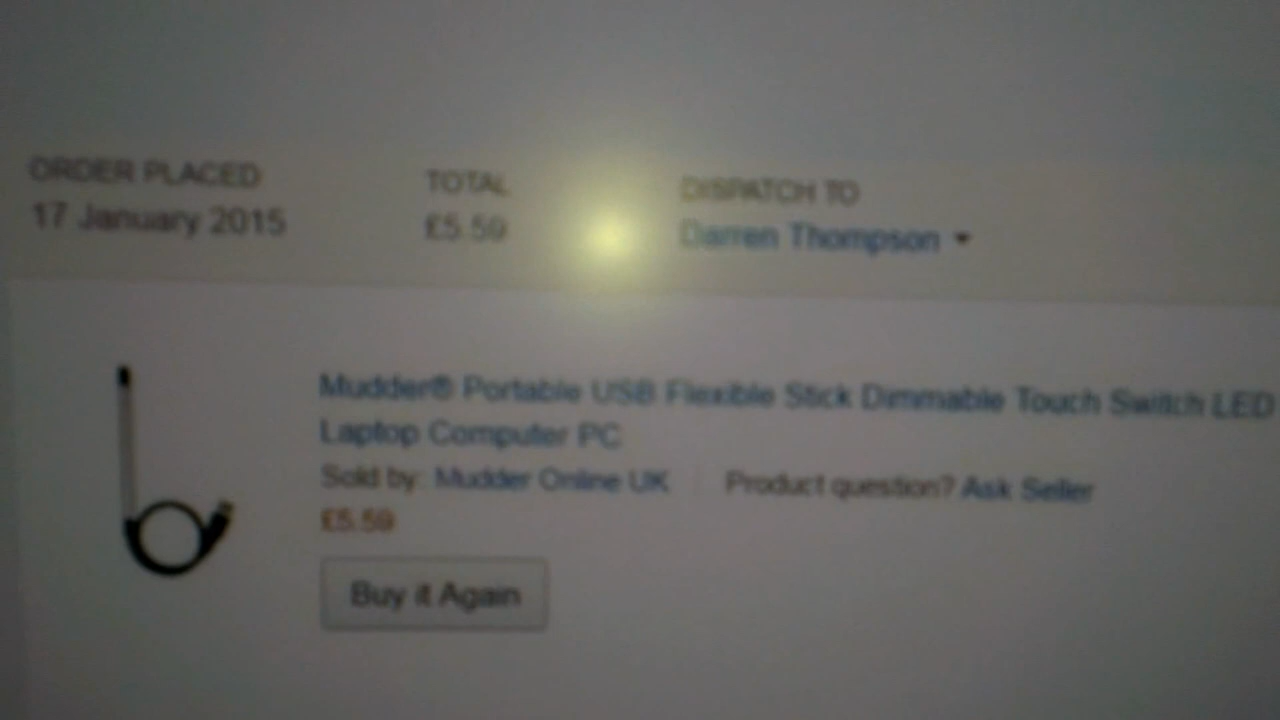 ORDER PLACED TOTAL DISPATCH TO
17 January 2015 £5.59 Darren Thompson
Mudder® Portable USB Flexible Stick Dimmable Touch Switch LED
Laptop Computer PC
Sold by: Mudder Online UK Product question? Ask Seller
£5.59
Buy it Again